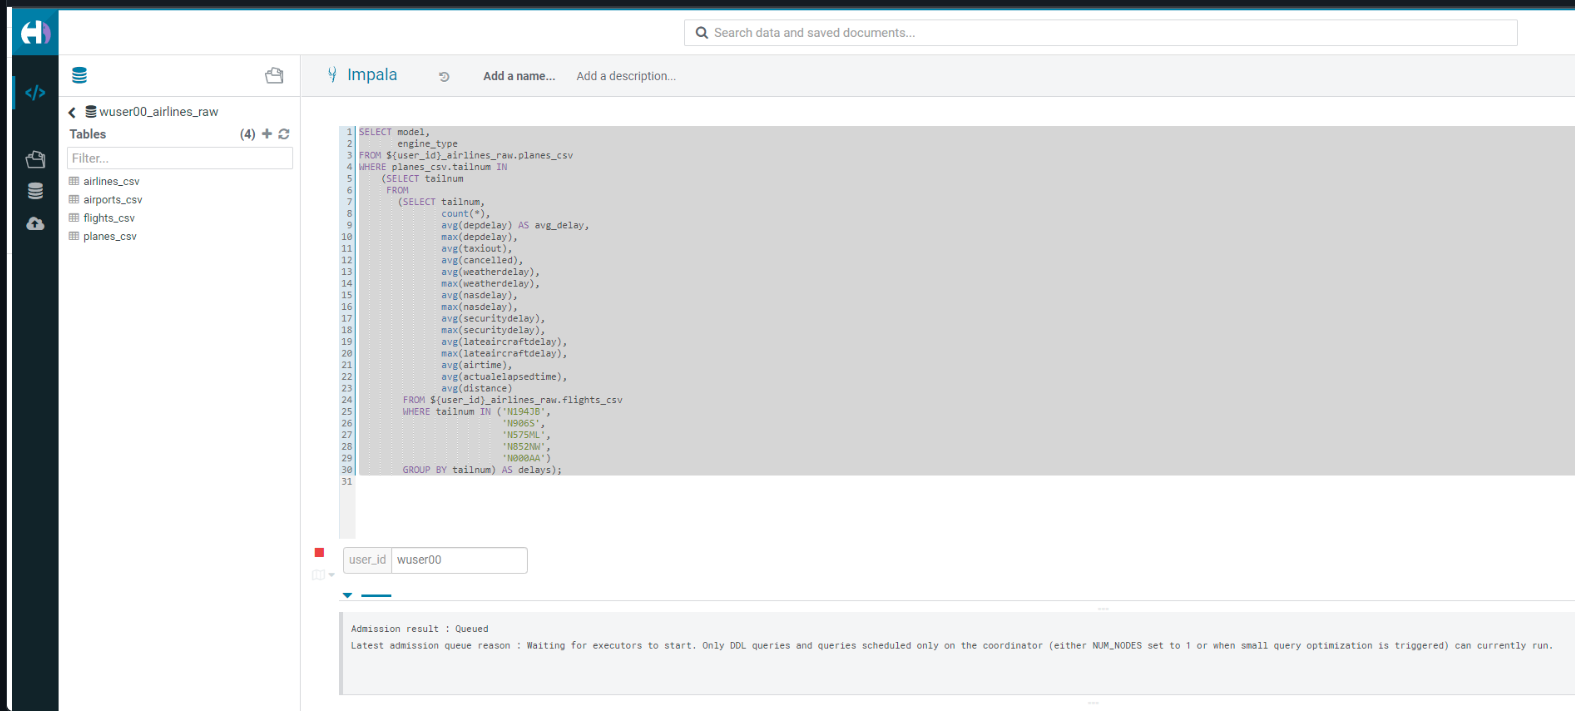 Search data and saved documents...
Impala
Add a name...
Add a description...
wuser00_airlines_raw
Tables
(4)
Filter...
airlines_csv
airports_csv
flights_csv
planes_csv
1 SELECT model,
2 engine_type
3 FROM ${user_id}_airlines_raw.planes_csv
4 WHERE planes_csv.tailnum IN
5 (SELECT tailnum
6 FROM
7 (SELECT tailnum,
8 count(*),
9 avg(depdelay) AS avg_delay,
10 max(depdelay),
11 avg(taxiout),
12 avg(cancelled),
13 avg(weatherdelay),
14 max(weatherdelay),
15 avg(nasdelay),
16 max(nasdelay),
17 avg(securitydelay),
18 max(securitydelay),
19 avg(lateaircraftdelay),
20 max(lateaircraftdelay),
21 avg(airtime),
22 avg(actualelapsedtime),
23 avg(distance)
24 FROM ${user_id}_airlines_raw.flights_csv
25 WHERE tailnum IN ('N194JB',
26 'N906S',
27 'N575ML',
28 'N852NW',
29 'N000AA')
30 GROUP BY tailnum) AS delays);
31
user_id wuser00
Admission result : Queued
Latest admission queue reason : Waiting for executors to start. Only DDL queries and queries scheduled only on the coordinator (either NUM_NODES set to 1 or when small query optimization is triggered) can currently run.